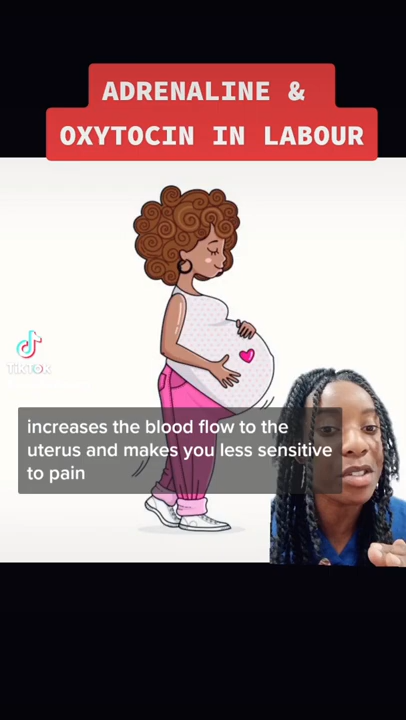 ADRENALINE &
OXYTOCIN IN LABOUR
TikTok
increases the blood flow to the
uterus and makes you less sensitive
to pain